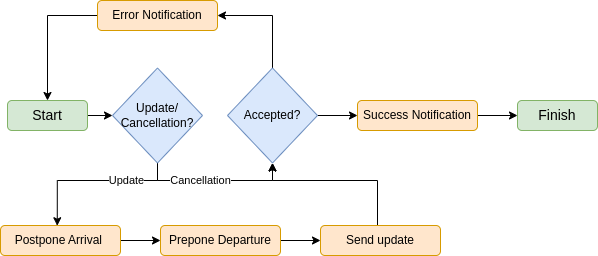 Error Notification
Start
Update/
Cancellation?
Accepted?
Success Notification
Finish
Update
Cancellation
Postpone Arrival
Prepone Departure
Send update